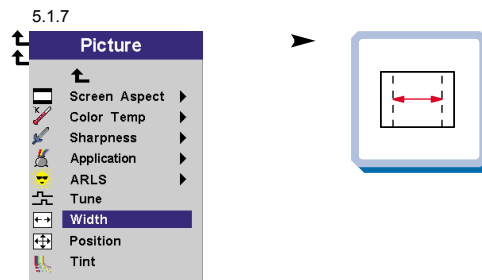 5.1.7
Picture
Screen Aspect
Color Temp
Sharpness
Application
ARLS
Tune
Width
Position
Tint